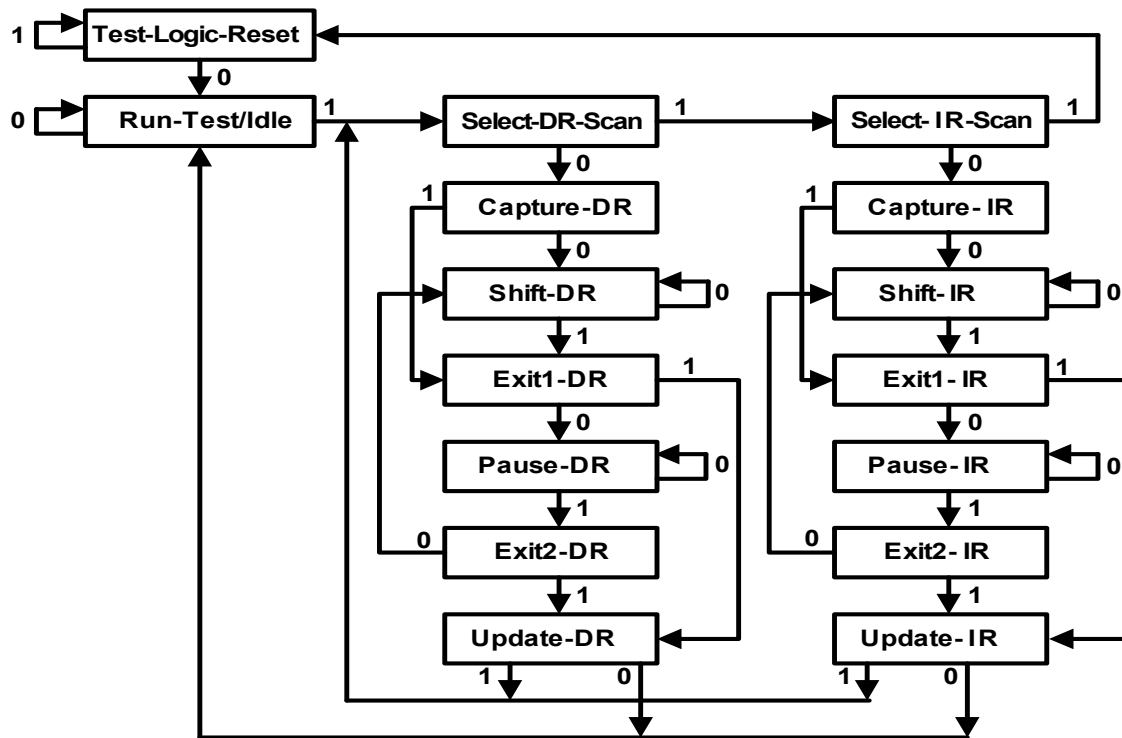 Test-Logic-Reset
1
0
Run-Test/Idle
0
1
Select-DR-Scan
1
Select-IR-Scan
1
0
0
1
Capture-DR
1
Capture-IR
0
0
Shift-DR
0
Shift-IR
0
1
1
Exit1-DR
1
Exit1-IR
1
0
0
Pause-DR
0
Pause-IR
0
1
1
0
Exit2-DR
0
Exit2-IR
1
1
Update-DR
Update-IR
1
0
1
0